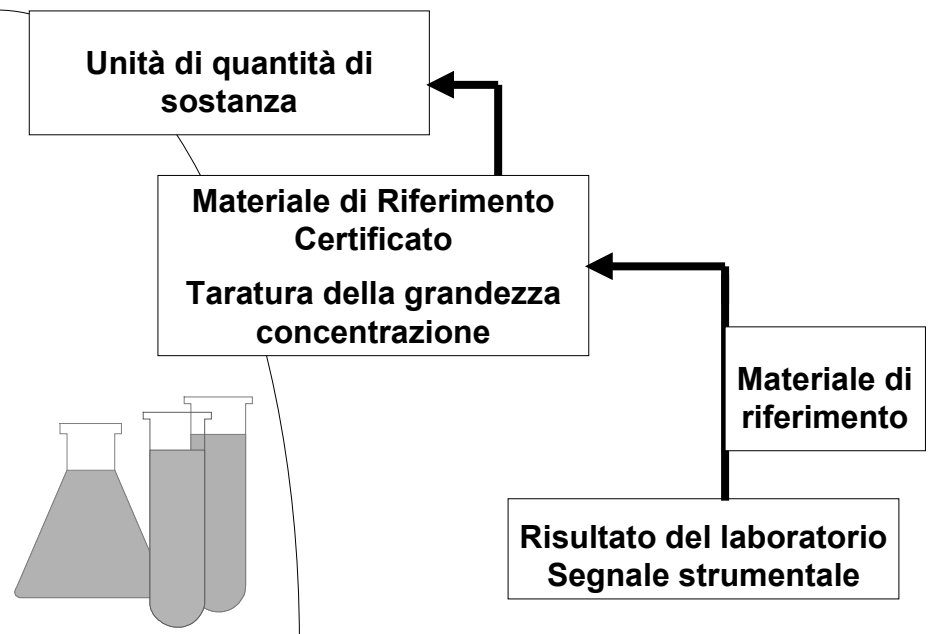 Unità di quantità di
sostanza
Materiale di Riferimento
Certificato
Taratura della grandezza
concentrazione
Materiale di
riferimento
Risultato del laboratorio
Segnale strumentale